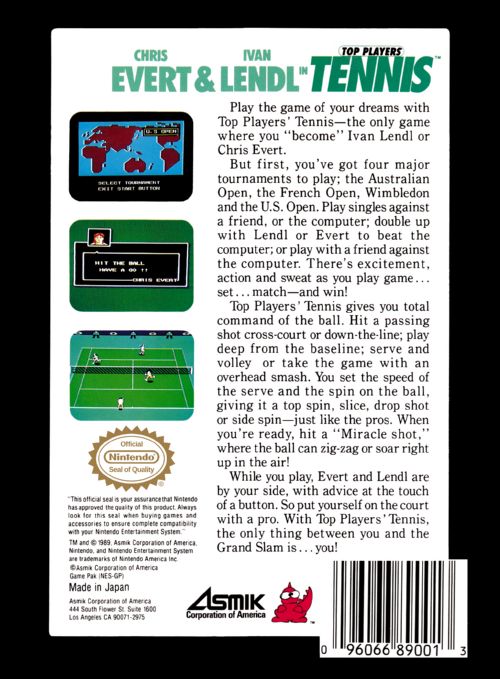 CHRIS IVAN TOP PLAYERS'
EVERT & LENDL IN TENNIS™
Play the game of your dreams with
Top Players' Tennis—the only game
where you "become" Ivan Lendl or
Chris Evert.
But first, you've got four major
tournaments to play; the Australian
Open, the French Open, Wimbledon
and the U.S. Open. Play singles against
a friend, or the computer; double up
with Lendl or Evert to beat the
computer; or play with a friend against
the computer. There's excitement,
action and sweat as you play game...
set...match—and win!
Top Players' Tennis gives you total
command of the ball. Hit a passing
shot cross-court or down-the-line; play
deep from the baseline; serve and
volley or take the game with an
overhead smash. You set the speed of
the serve and the spin on the ball,
giving it a top spin, slice, drop shot
or side spin—just like the pros. When
you're ready, hit a "Miracle shot,"
where the ball can zig-zag or soar right
up in the air!
While you play, Evert and Lendl are
by your side, with advice at the touch
of a button. So put yourself on the court
with a pro. With Top Players' Tennis,
the only thing between you and the
Grand Slam is...you!
U.S OPEN
SELECT TOURNAMENT
EXIT START BUTTON
HIT THE BALL
HAVE A GO !!
——CHRIS EVERT
Official
Nintendo
Seal of Quality
"This official seal is your assurance that Nintendo
has approved the quality of this product. Always
look for this seal when buying games and
accessories to ensure complete compatibility
with your Nintendo Entertainment System."
TM and © 1989, Asmik Corporation of America,
Nintendo, and Nintendo Entertainment System
are trademarks of Nintendo America Inc.
©Asmik Corporation of America
Game Pak (NES-GP)
Made in Japan
Asmik Corporation of America
444 South Flower St. Suite 1600
Los Angeles CA 90071-2975
ASMIK
Corporation of America
™
0 96066 89001 3